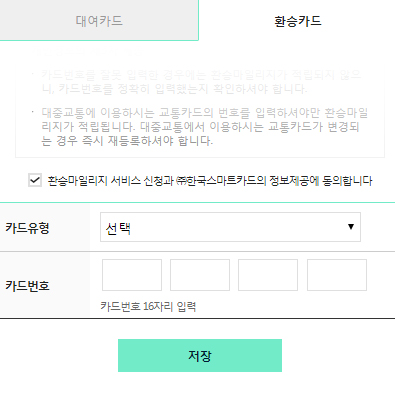 대여카드
환승카드
· 카드번호를 잘못 입력한 경우에는 환승마일리지가 적립되지 않으
니, 카드번호를 정확히 입력했는지 확인하셔야 합니다.
· 대중교통에 이용하시는 교통카드의 번호를 입력하셔야만 환승마일
리지가 적립됩니다. 대중교통에서 이용하시는 교통카드가 변경되
는 경우 즉시 재등록하셔야 합니다.
환승마일리지 서비스 신청과 ㈜한국스마트카드의 정보제공에 동의합니다
카드유형
선택
카드번호
카드번호 16자리 입력
저장